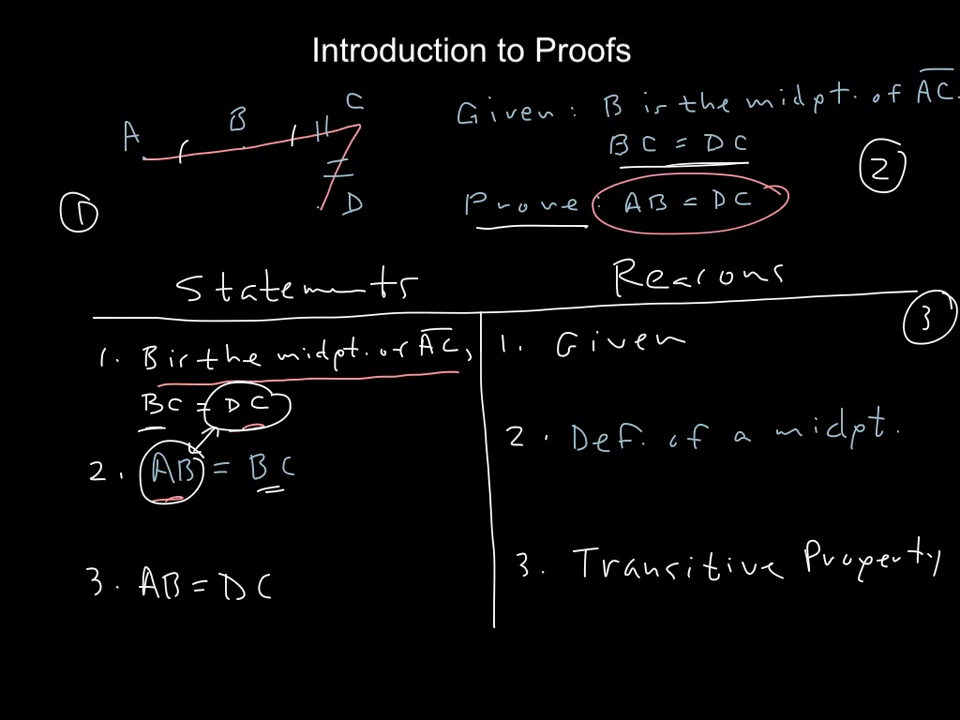 Introduction to Proofs
A B C D
Given: B is the midpt. of AC.
BC = DC
Prove: AB = DC
1
2
3
Statements
Reasons
1. B is the midpt. of AC,
BC = DC
1. Given
2. AB = BC
2. Def. of a midpt.
3. AB = DC
3. Transitive Property